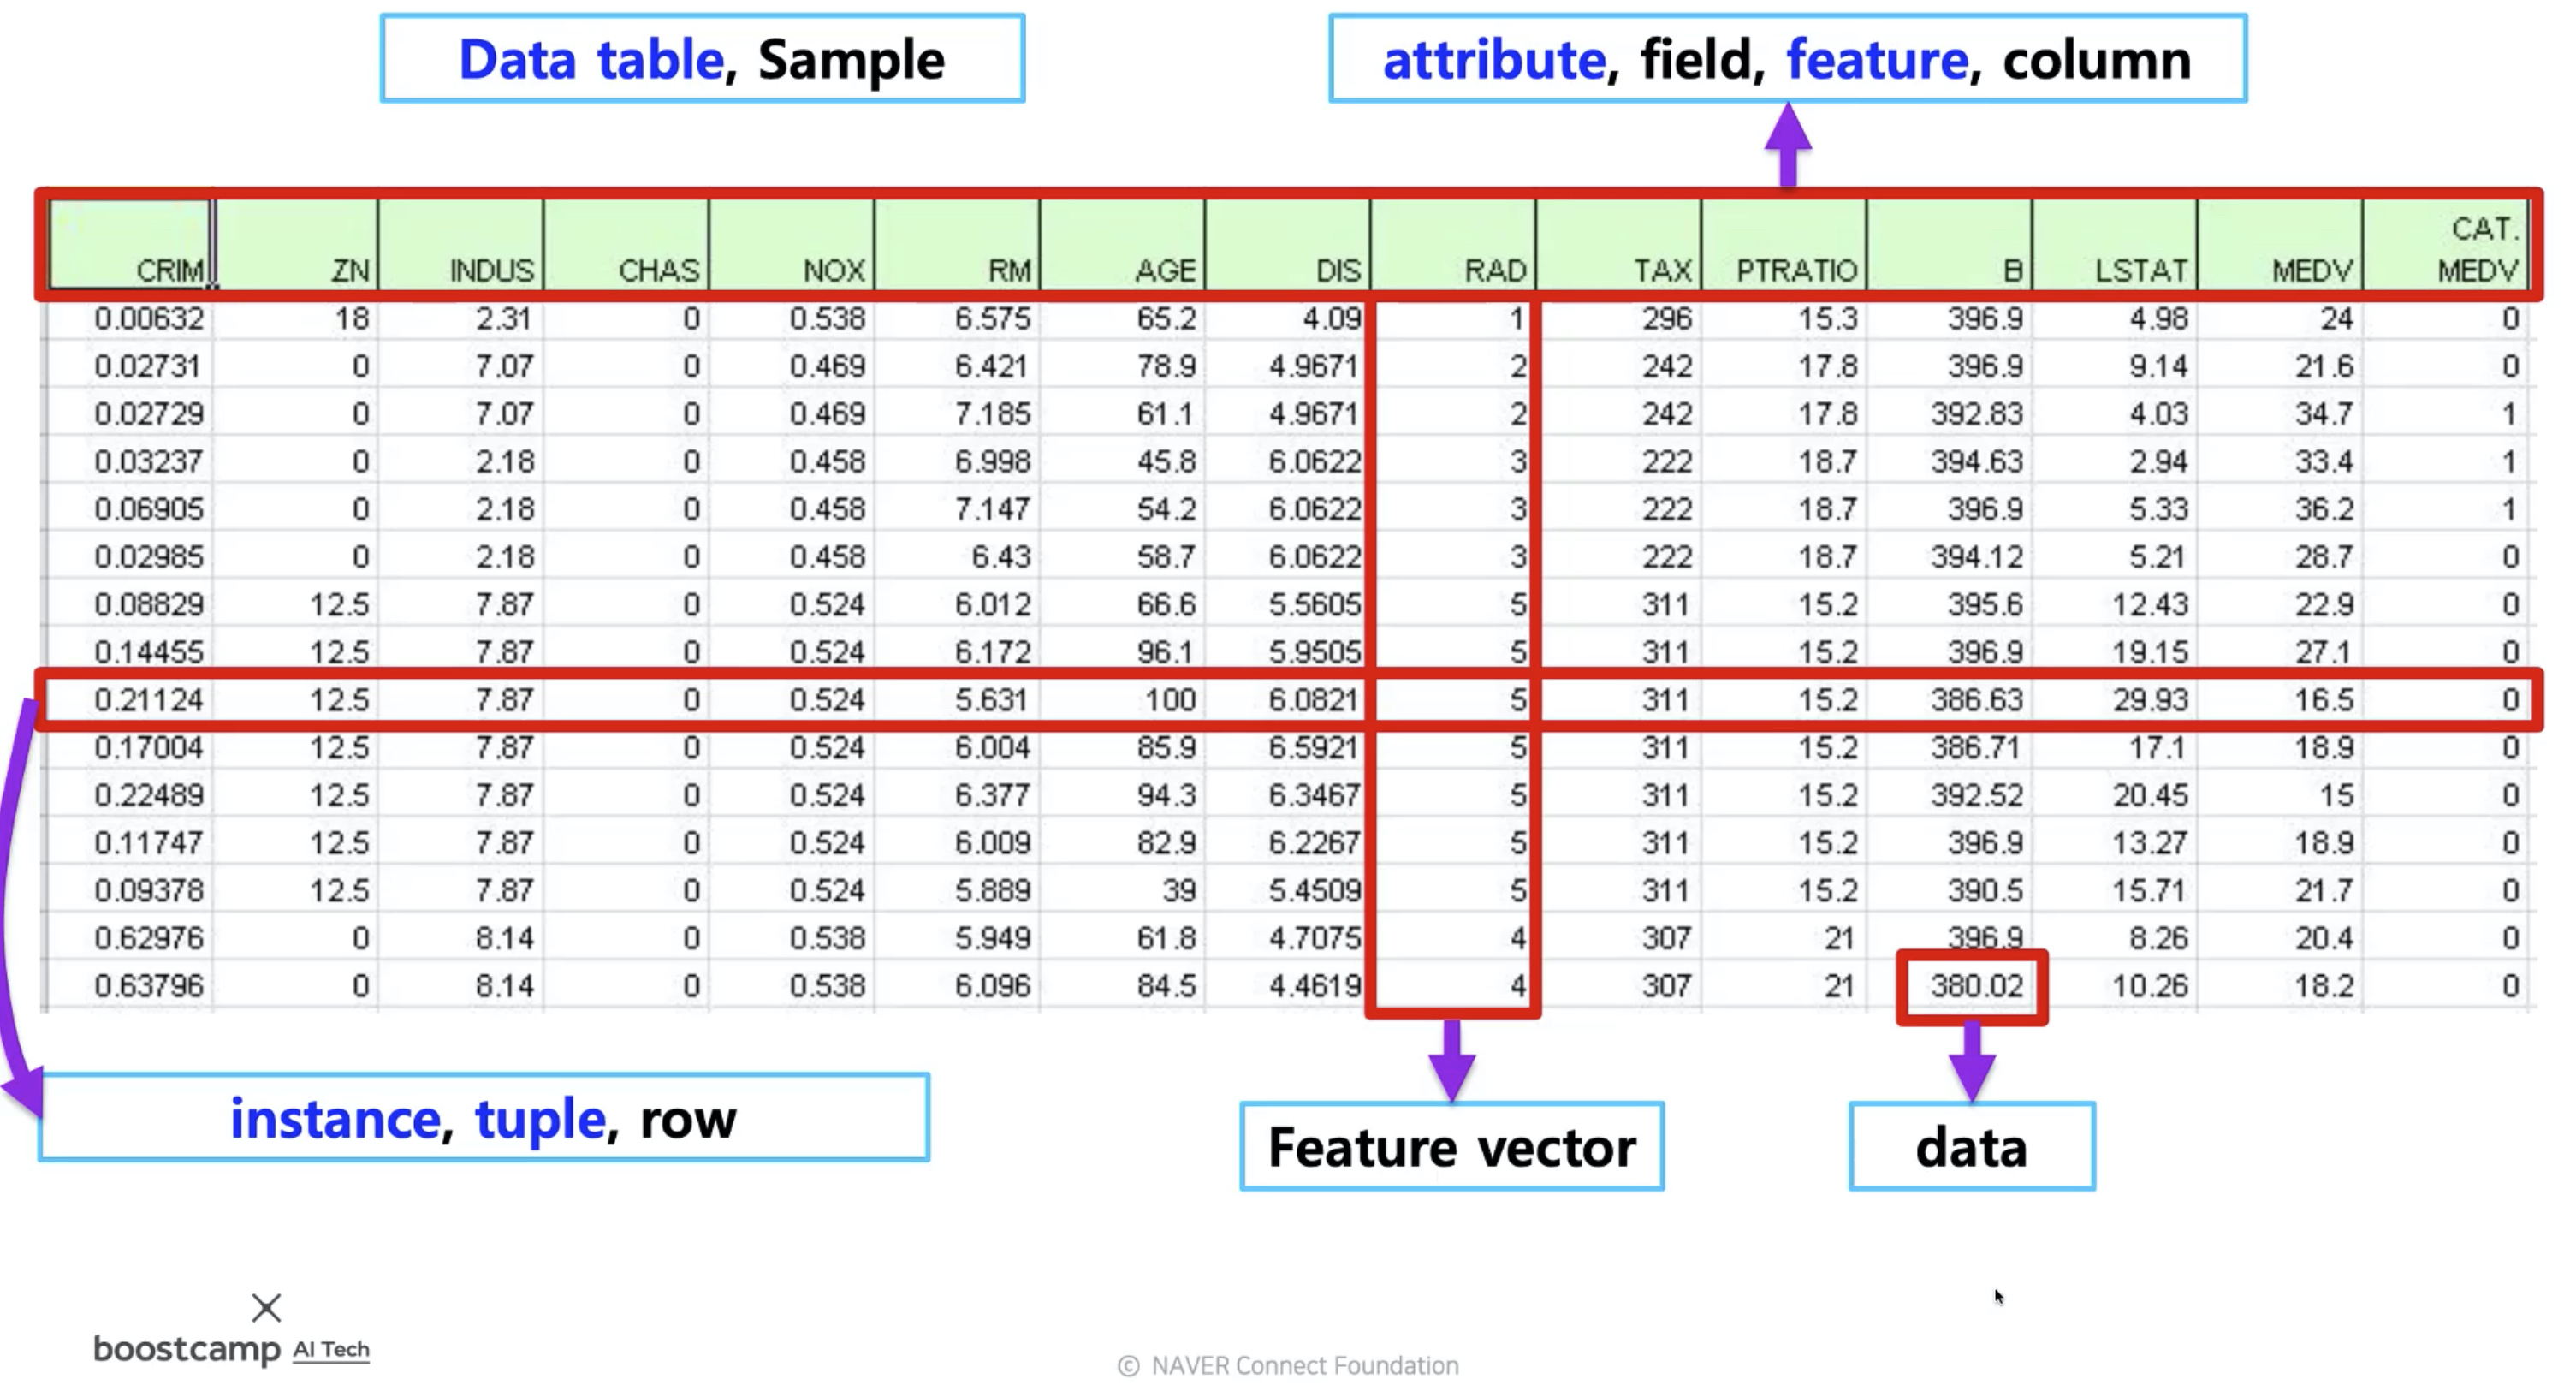 Data table, Sample
attribute, field, feature, column
CRIM ZN INDUS CHAS NOX RM AGE DIS RAD TAX PTRATIO B LSTAT MEDV CAT. MEDV
0.00632 18 2.31 0 0.538 6.575 65.2 4.09 1 296 15.3 396.9 4.98 24 0
0.02731 0 7.07 0 0.469 6.421 78.9 4.9671 2 242 17.8 396.9 9.14 21.6 0
0.02729 0 7.07 0 0.469 7.185 61.1 4.9671 2 242 17.8 392.83 4.03 34.7 1
0.03237 0 2.18 0 0.458 6.998 45.8 6.0622 3 222 18.7 394.63 2.94 33.4 1
0.06905 0 2.18 0 0.458 7.147 54.2 6.0622 3 222 18.7 396.9 5.33 36.2 1
0.02985 0 2.18 0 0.458 6.43 58.7 6.0622 3 222 18.7 394.12 5.21 28.7 0
0.08829 12.5 7.87 0 0.524 6.012 66.6 5.5605 5 311 15.2 395.6 12.43 22.9 0
0.14455 12.5 7.87 0 0.524 6.172 96.1 5.9505 5 311 15.2 396.9 19.15 27.1 0
0.21124 12.5 7.87 0 0.524 5.631 100 6.0821 5 311 15.2 386.63 29.93 16.5 0
0.17004 12.5 7.87 0 0.524 6.004 85.9 6.5921 5 311 15.2 386.71 17.1 18.9 0
0.22489 12.5 7.87 0 0.524 6.377 94.3 6.3467 5 311 15.2 392.52 20.45 15 0
0.11747 12.5 7.87 0 0.524 6.009 82.9 6.2267 5 311 15.2 396.9 13.27 18.9 0
0.09378 12.5 7.87 0 0.524 5.889 39 5.4509 5 311 15.2 390.5 15.71 21.7 0
0.62976 0 8.14 0 0.538 5.949 61.8 4.7075 4 307 21 396.9 8.26 20.4 0
0.63796 0 8.14 0 0.538 6.096 84.5 4.4619 4 307 21 380.02 10.26 18.2 0
instance, tuple, row
Feature vector
data
boostcamp AI Tech
© NAVER Connect Foundation